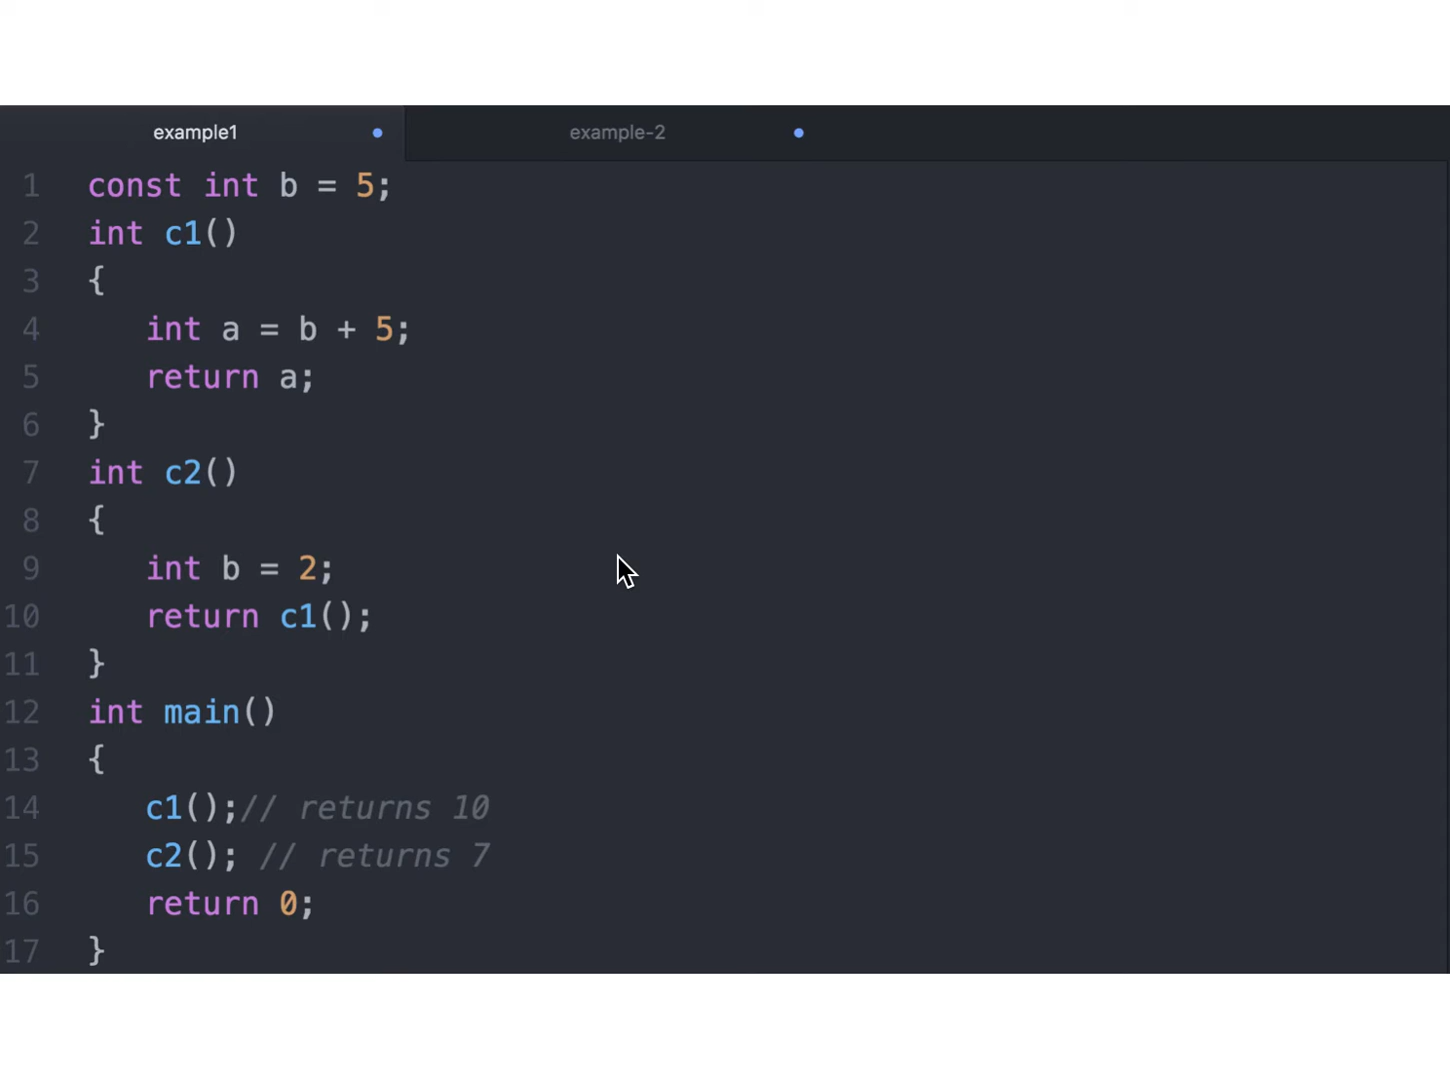 example1 example-2
1 const int b = 5;
2 int c1()
3 {
4 int a = b + 5;
5 return a;
6 }
7 int c2()
8 {
9 int b = 2;
10 return c1();
11 }
12 int main()
13 {
14 c1();// returns 10
15 c2(); // returns 7
16 return 0;
17 }